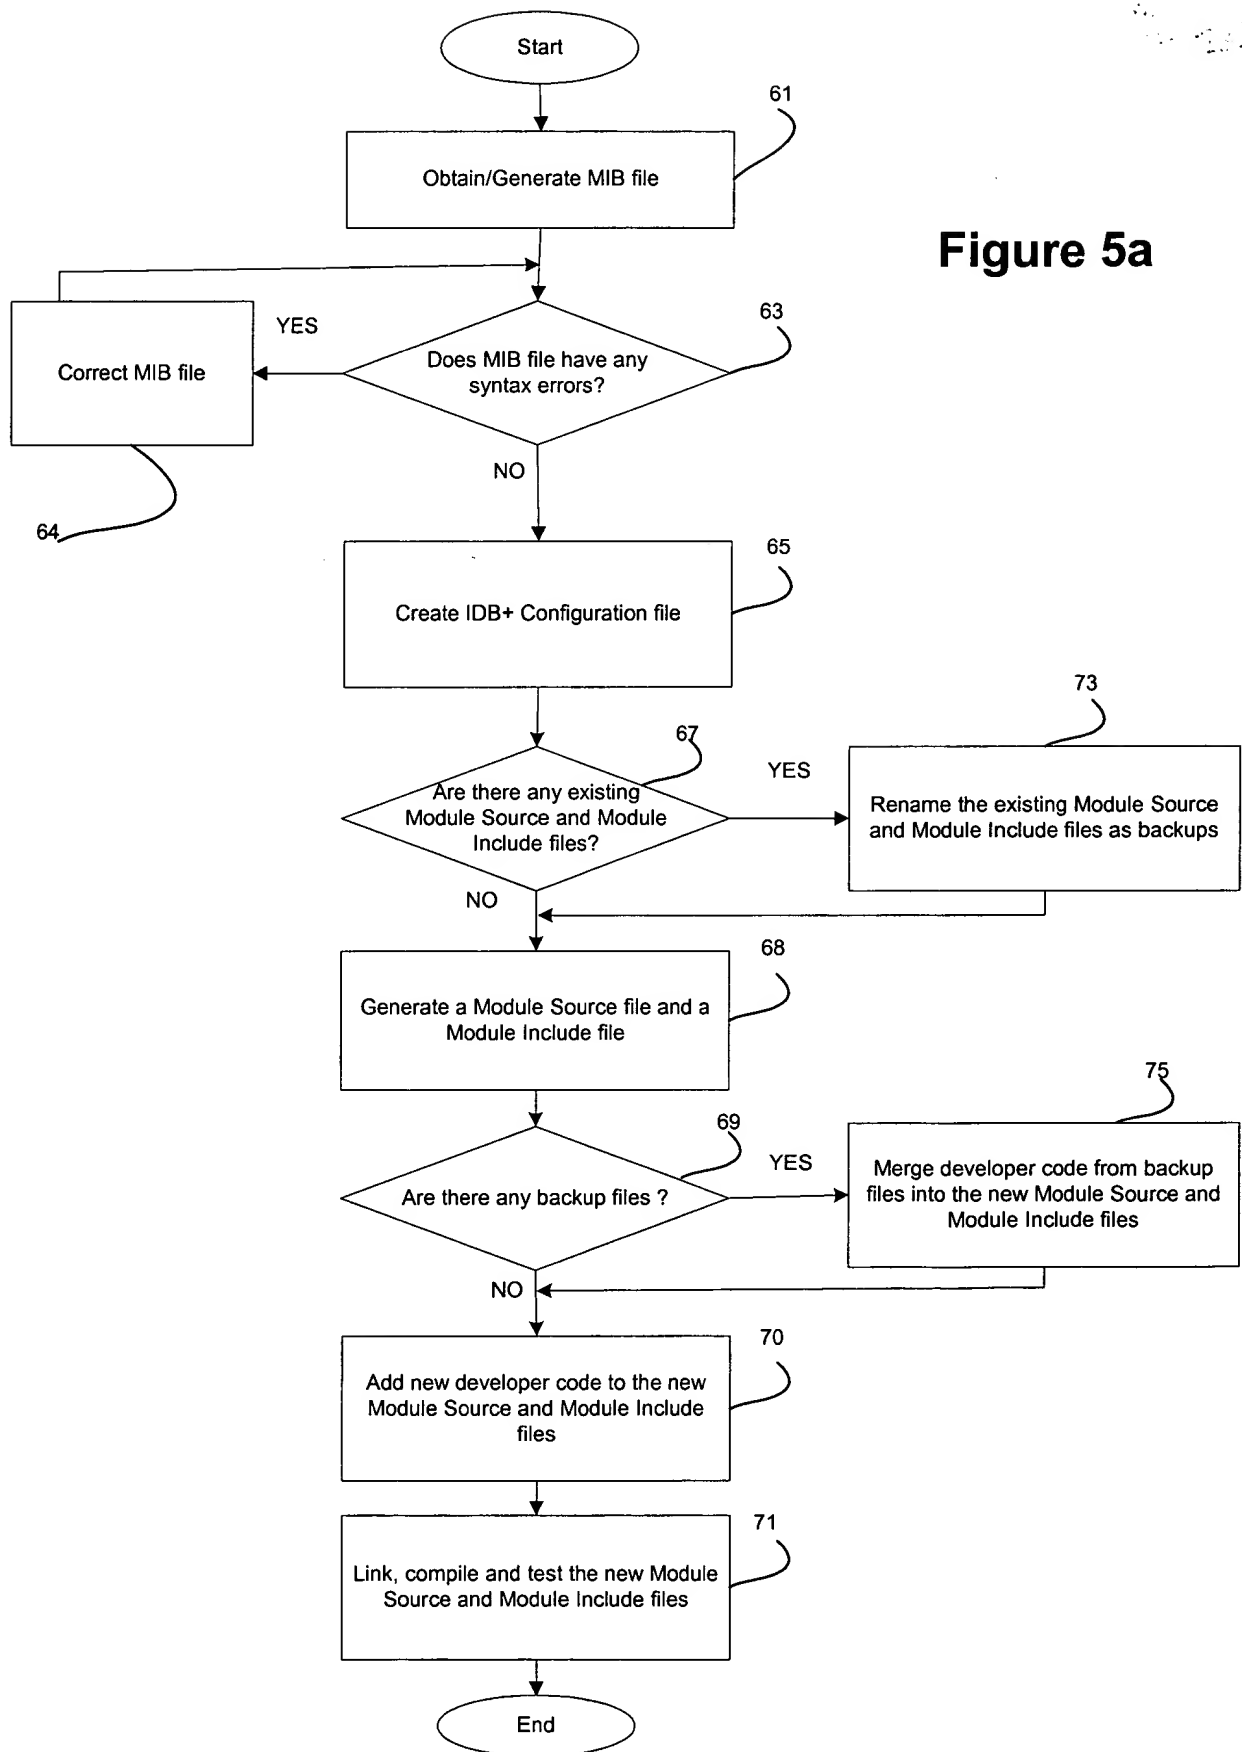 Start
61
Obtain/Generate MIB file
Figure 5a
YES
63
Correct MIB file
Does MIB file have any
syntax errors?
NO
64
65
Create IDB+ Configuration file
73
67
YES
Are there any existing
Module Source and Module
Include files?
Rename the existing Module Source
and Module Include files as backups
NO
68
Generate a Module Source file and a
Module Include file
75
69
YES
Are there any backup files ?
Merge developer code from backup
files into the new Module Source and
Module Include files
NO
70
Add new developer code to the new
Module Source and Module Include
files
71
Link, compile and test the new Module
Source and Module Include files
End